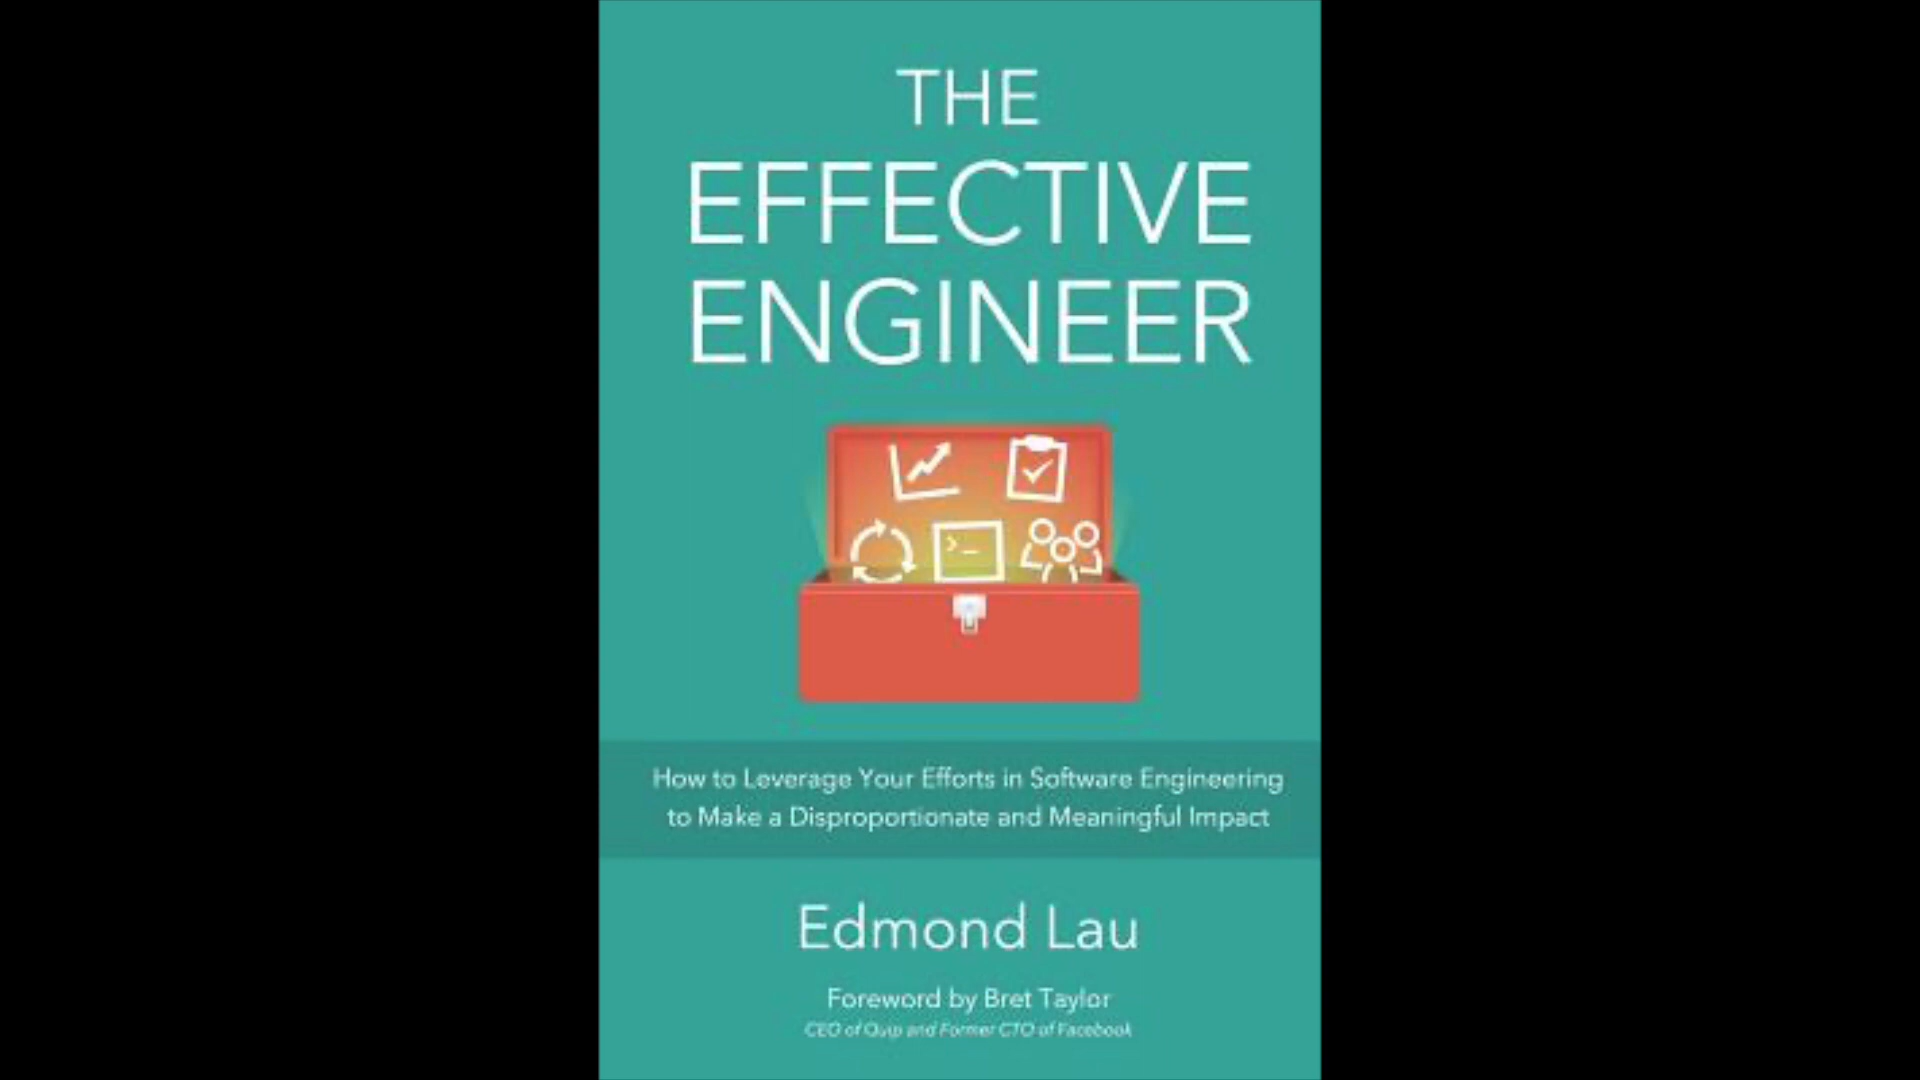 THE
EFFECTIVE
ENGINEER
>_
How to Leverage Your Efforts in Software Engineering
to Make a Disproportionate and Meaningful Impact
Edmond Lau
Foreword by Bret Taylor
CEO of Quip and Former CTO of Facebook